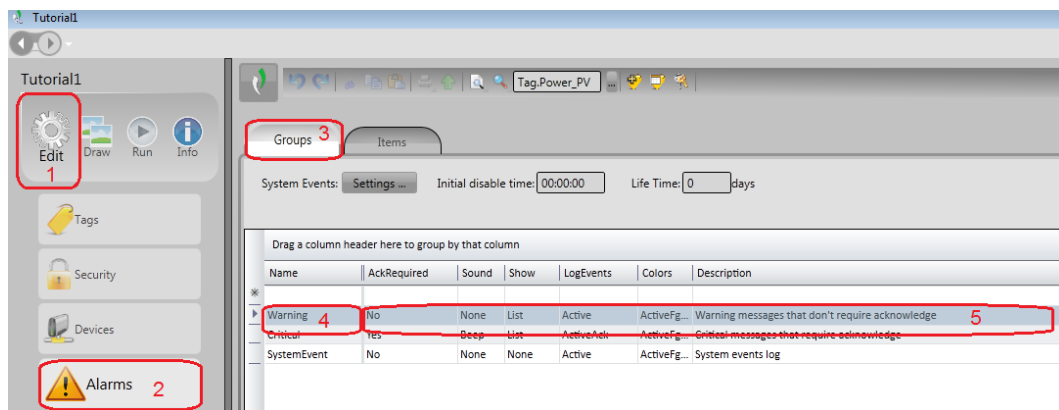 Tutorial1
Tutorial1
Edit
Draw
Run
Info
1
Tags
Security
Devices
Alarms 2
Tag.Power_PV ...
Groups 3
Items
System Events: Settings ... Initial disable time: 00:00:00 Life Time: 0 days
Drag a column header here to group by that column
Name AckRequired Sound Show LogEvents Colors Description
Warning 4 No None List Active ActiveFg... Warning messages that don't require acknowledge 5
Critical Yes Beep List ActiveAck ActiveFg... Critical messages that require acknowledge
SystemEvent No None None Active ActiveFg... System events log